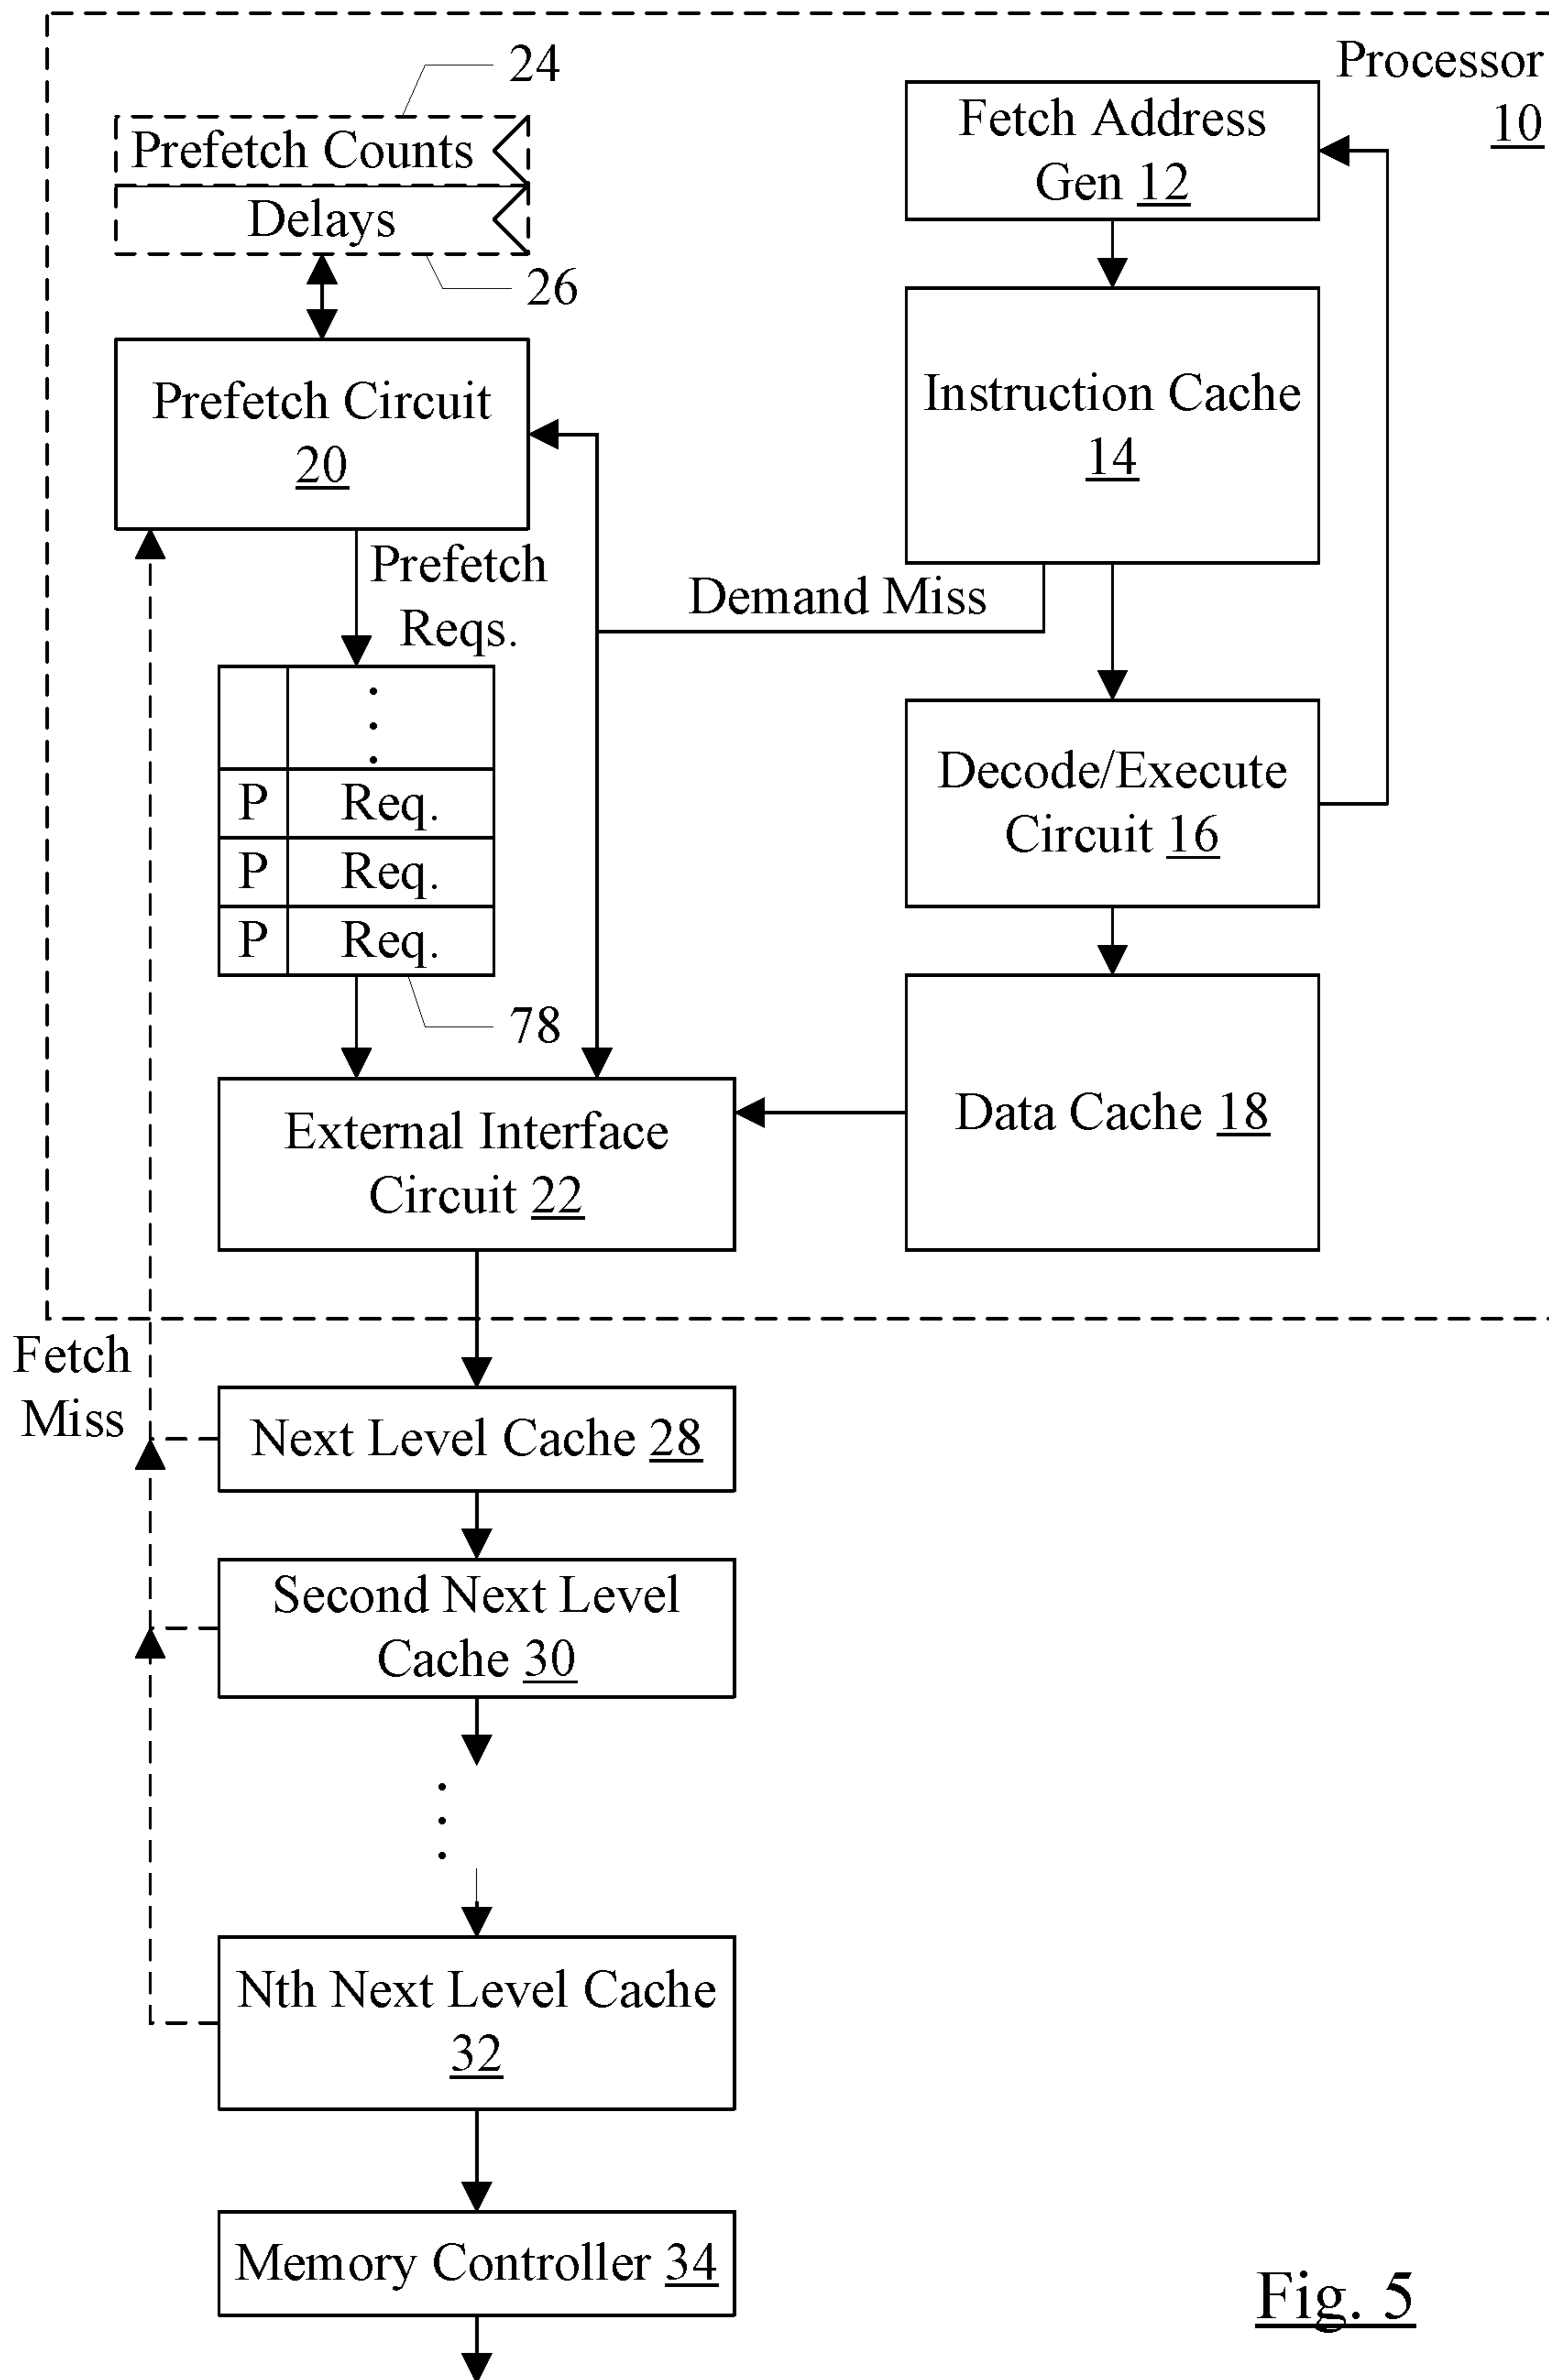 Processor
10
24
Prefetch Counts
Delays
26
Fetch Address
Gen 12
Prefetch Circuit
20
Instruction Cache
14
Prefetch
Reqs.
Demand Miss
P Req.
P Req.
P Req.
78
Decode/Execute
Circuit 16
External Interface
Circuit 22
Data Cache 18
Fetch
Miss
Next Level Cache 28
Second Next Level
Cache 30
Nth Next Level Cache
32
Memory Controller 34
Fig. 5